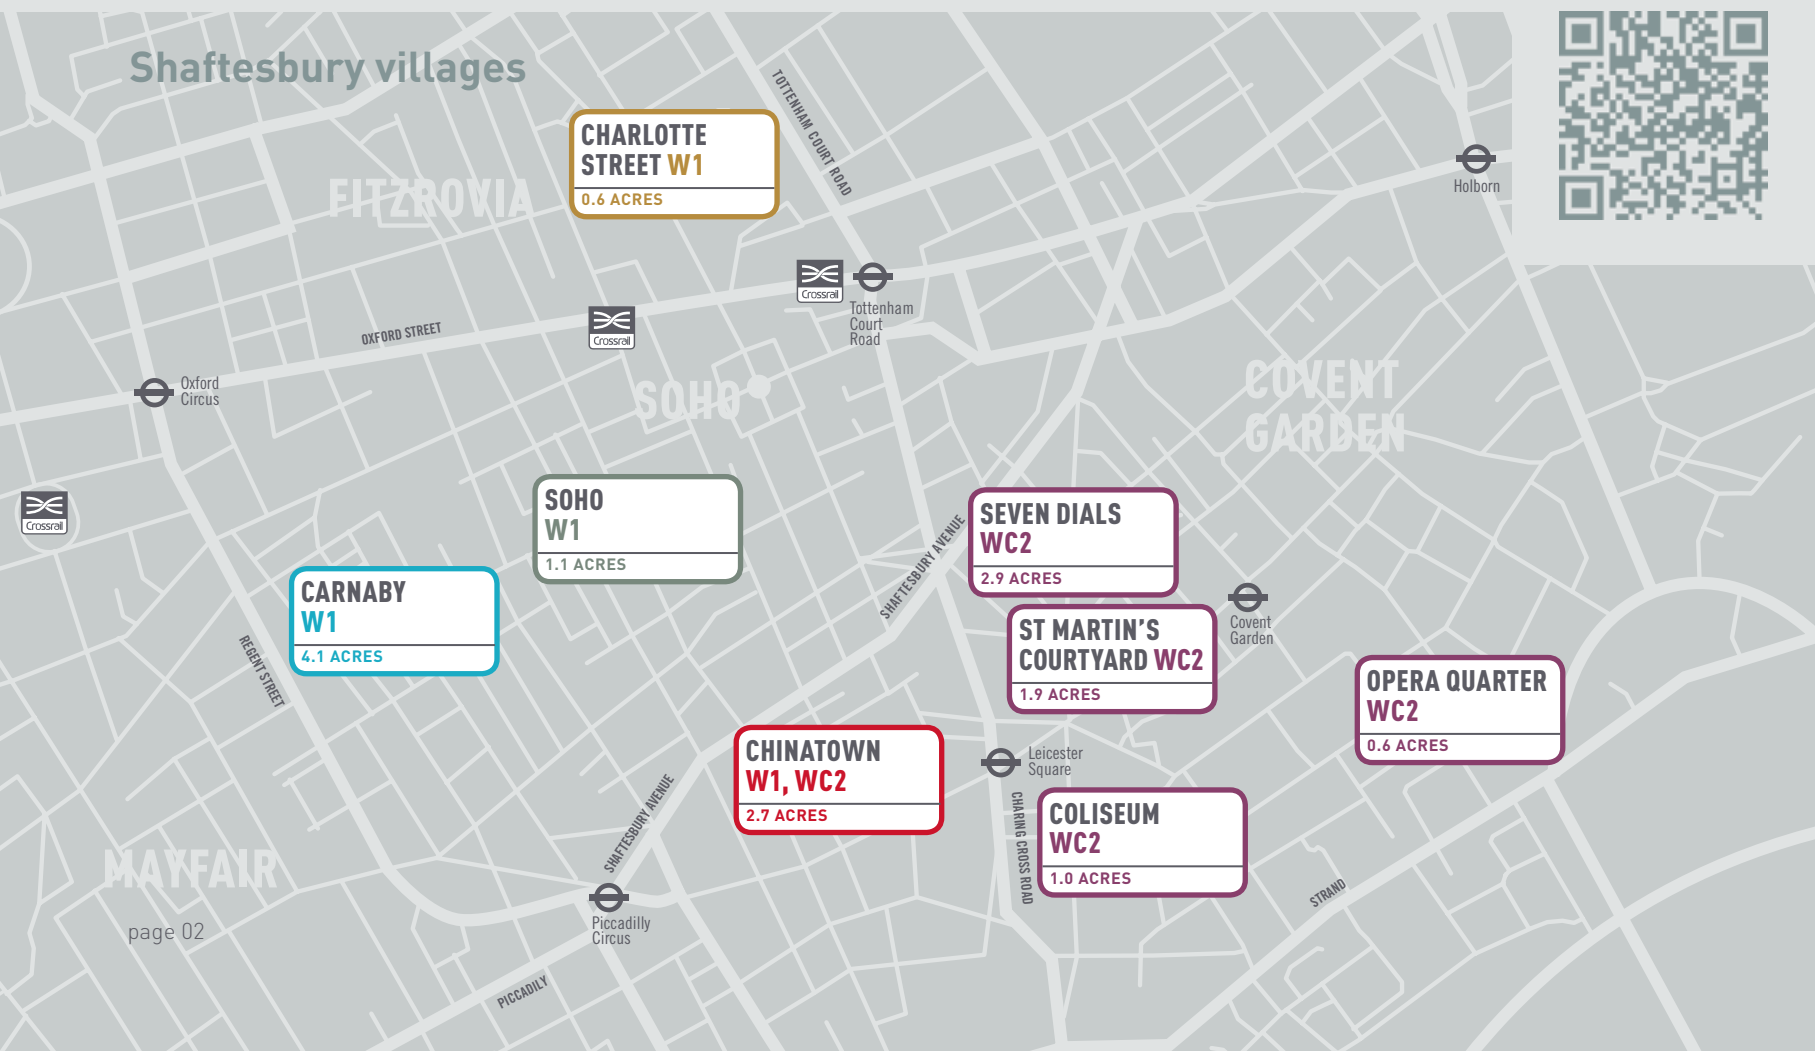 Shaftesbury villages
TOTTENHAM COURT ROAD
CHARLOTTE
STREET W1
0.6 ACRES
FITZROVIA
Holborn
Crossrail
Tottenham
Court
Road
Crossrail
OXFORD STREET
Oxford
Circus
SOHO
COVENT
GARDEN
Crossrail
SOHO
W1
1.1 ACRES
SEVEN DIALS
WC2
2.9 ACRES
SHAFTESBURY AVENUE
CARNABY
W1
4.1 ACRES
REGENT STREET
Covent
Garden
ST MARTIN'S
COURTYARD WC2
1.9 ACRES
OPERA QUARTER
WC2
0.6 ACRES
CHINATOWN
W1, WC2
2.7 ACRES
Leicester
Square
SHAFTESBURY AVENUE
CHARING CROSS ROAD
COLISEUM
WC2
1.0 ACRES
MAYFAIR
STRAND
Piccadilly
Circus
page 02
PICCADILY